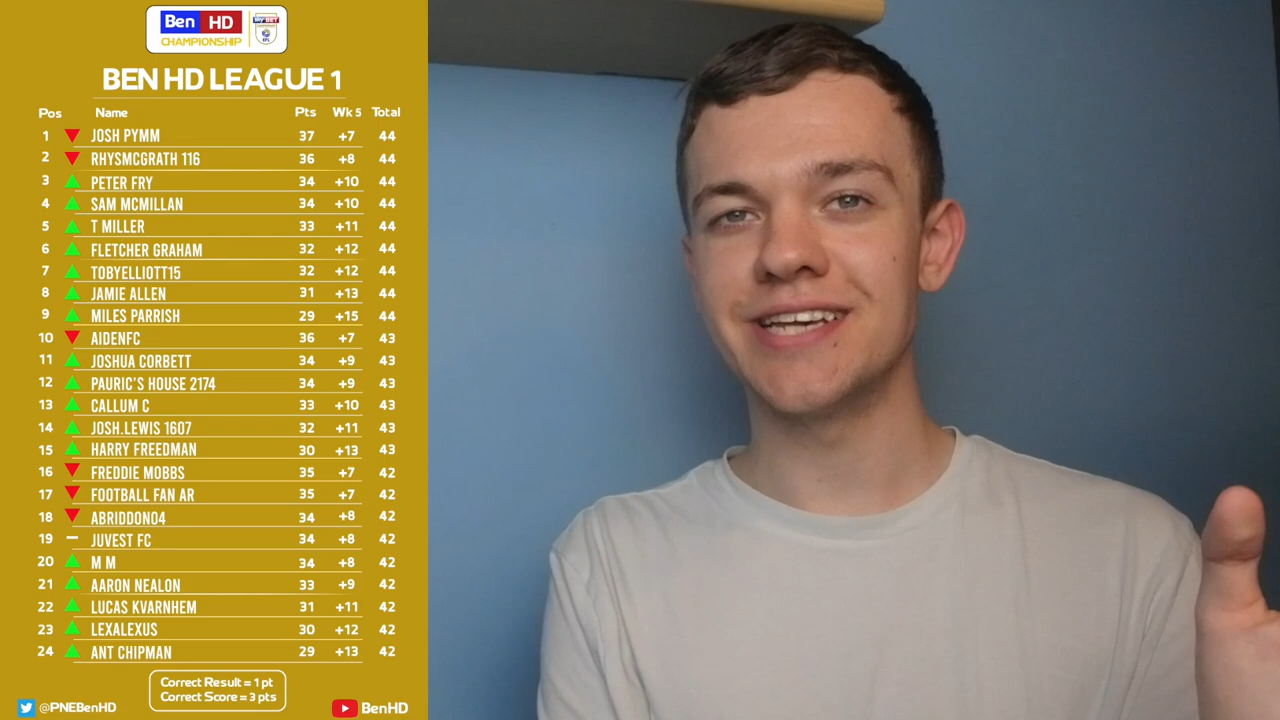 Ben HD
CHAMPIONSHIP
sky BET
EFL
BEN HD LEAGUE 1
Pos Name Pts Wk 5 Total
1 JOSH PYMM 37 +7 44
2 RHYSMCGRATH 116 36 +8 44
3 PETER FRY 34 +10 44
4 SAM MCMILLAN 34 +10 44
5 T MILLER 33 +11 44
6 FLETCHER GRAHAM 32 +12 44
7 TOBYELLIOTT15 32 +12 44
8 JAMIE ALLEN 31 +13 44
9 MILES PARRISH 29 +15 44
10 AIDENFC 36 +7 43
11 JOSHUA CORBETT 34 +9 43
12 PAURIC'S HOUSE 2174 34 +9 43
13 CALLUM C 33 +10 43
14 JOSH.LEWIS 1607 32 +11 43
15 HARRY FREEDMAN 30 +13 43
16 FREDDIE MOBBS 35 +7 42
17 FOOTBALL FAN AR 35 +7 42
18 ABRIDDON04 34 +8 42
19 JUVEST FC 34 +8 42
20 M M 34 +8 42
21 AARON NEALON 33 +9 42
22 LUCAS KVARNHEM 31 +11 42
23 LEXALEXUS 30 +12 42
24 ANT CHIPMAN 29 +13 42
Correct Result = 1 pt
Correct Score = 3 pts
@PNEBenHD
BenHD